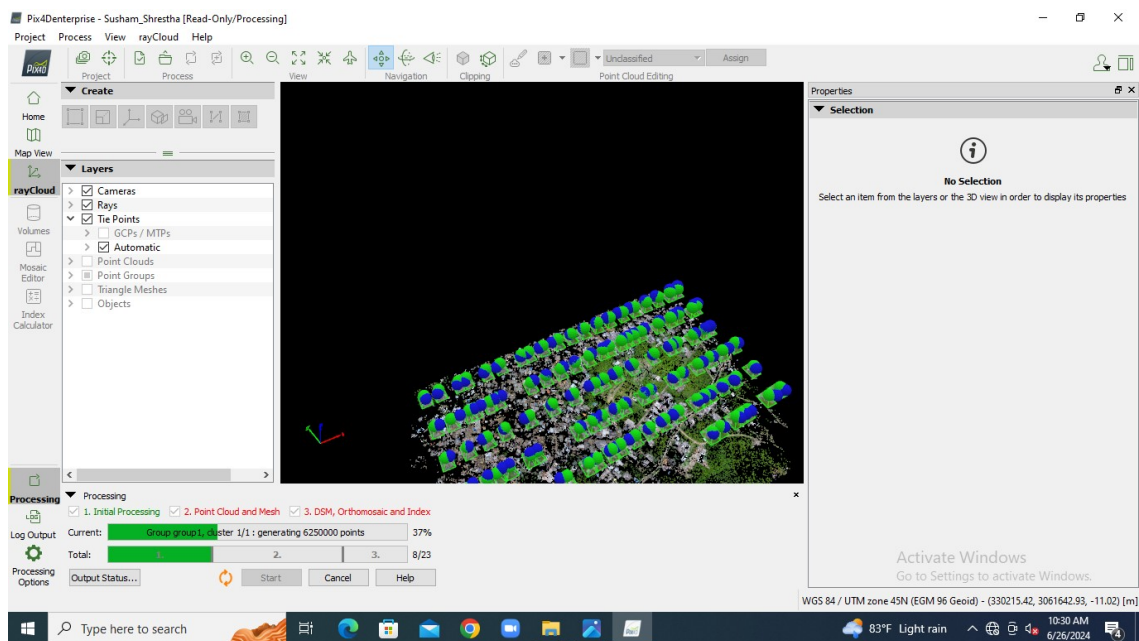 Pix4Denterprise - Susham_Shrestha [Read-Only/Processing]
Project Process View rayCloud Help
PIX4D
Project Process View Navigation Clipping Point Cloud Editing
Unclassified Assign
Home
Map View
rayCloud
Volumes
Mosaic
Editor
Index
Calculator
Create
Layers
Cameras
Rays
Tie Points
GCPs / MTPs
Automatic
Point Clouds
Point Groups
Triangle Meshes
Objects
Properties
Selection
No Selection
Select an item from the layers or the 3D view in order to display its properties
Processing
Log Output
Processing
Options
Processing
1. Initial Processing 2. Point Cloud and Mesh 3. DSM, Orthomosaic and Index
Current: Group group1, cluster 1/1 : generating 6250000 points 37%
Total: 1. 2. 3. 8/23
Output Status... Start Cancel Help
Activate Windows
Go to Settings to activate Windows.
WGS 84 / UTM zone 45N (EGM 96 Geoid) - (330215.42, 3061642.93, -11.02) [m]
Type here to search
83°F Light rain
10:30 AM
6/26/2024
4